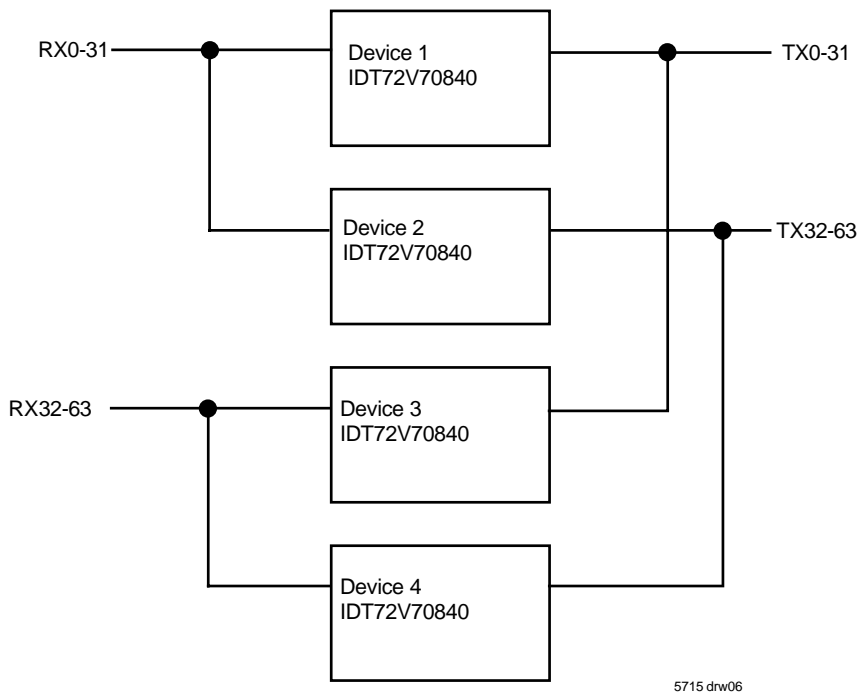 RX0-31
Device 1
IDT72V70840
TX0-31
Device 2
IDT72V70840
TX32-63
RX32-63
Device 3
IDT72V70840
Device 4
IDT72V70840
5715 drw06